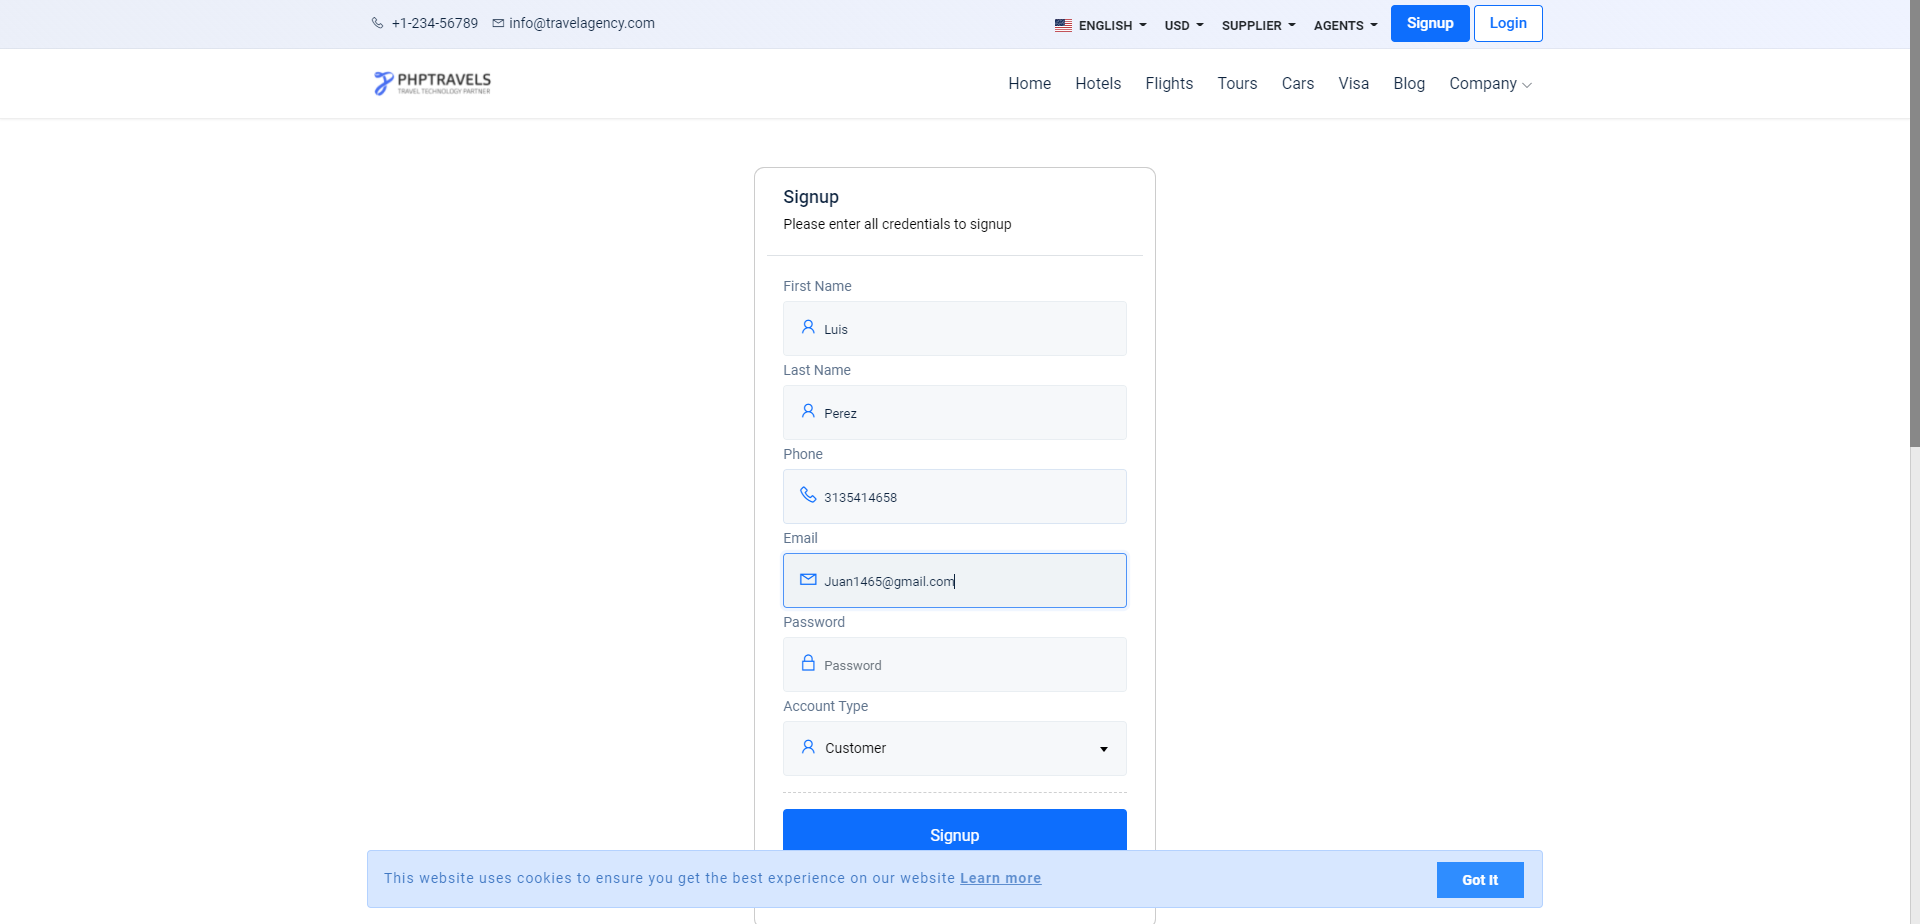 +1-234-56789 info@travelagency.com ENGLISH USD SUPPLIER AGENTS Signup Login
PHPTRAVELS
TRAVEL TECHNOLOGY PARTNER
Home Hotels Flights Tours Cars Visa Blog Company
Signup
Please enter all credentials to signup
First Name
Luis
Last Name
Perez
Phone
3135414658
Email
Juan1465@gmail.com
Password
Password
Account Type
Customer
Signup
This website uses cookies to ensure you get the best experience on our website Learn more Got It